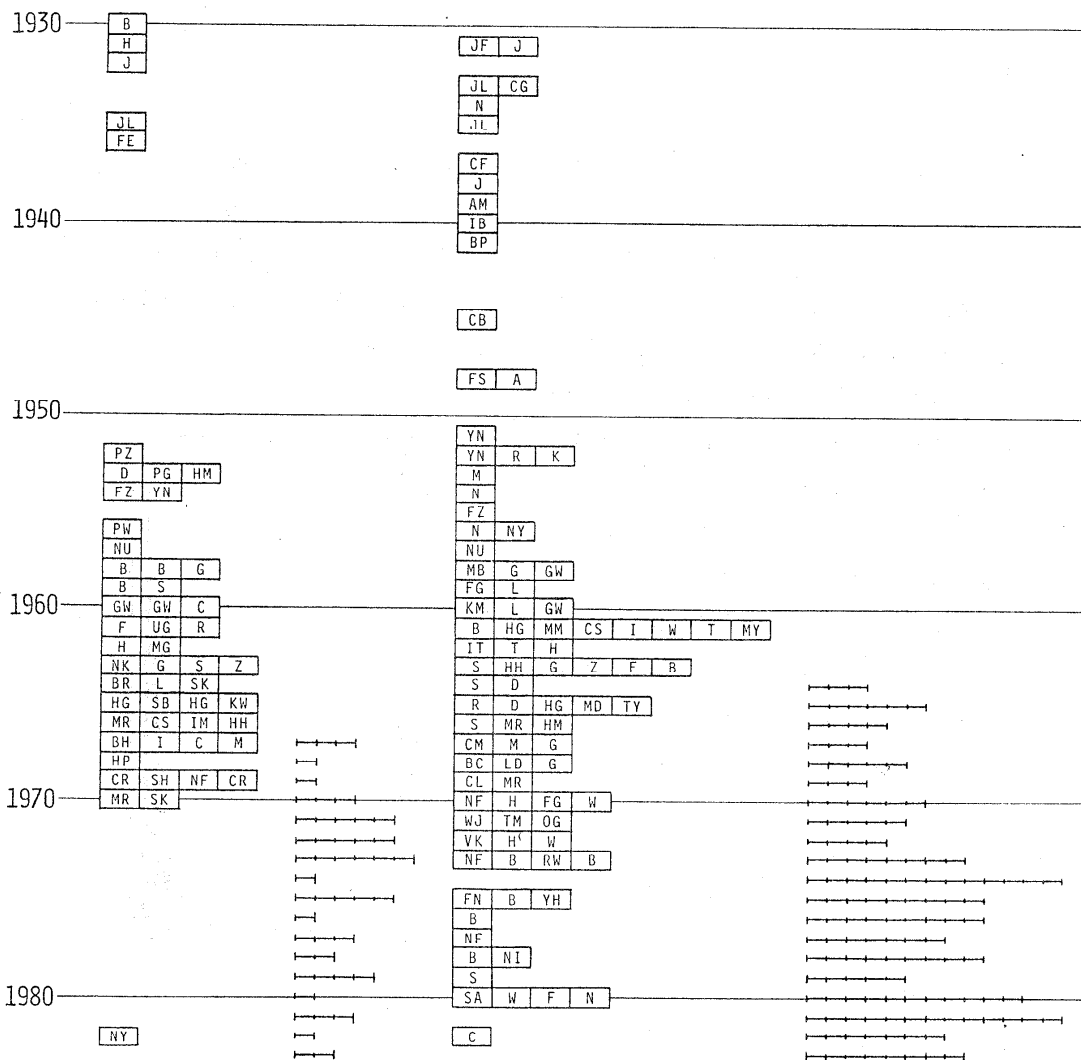 1930 B
H JF J
J
JL CG
N
JL JL
FE
CF
J
AM
1940 IB
BP
CB
FS A
1950
YN
PZ YN R K
D PG HM M
FZ YN N
FZ
PW N NY
NU NU
B B G MB G GW
B S FG L
1960 GW GW C KM L GW
F UG R B HG MM CS I W T MY
H MG IT T H
NK G S Z S HH G Z F B
BR L SK S D
HG SB HG KW R D HG MD TY
MR CS IM HH S MR HM
BH I C M CM M G
HP BC LD G
CR SH NF CR CL MR
1970 MR SK NF H FG W
WJ TM OG
VK H W
NF B RW B
FN B YH
B
NF
B NI
S
1980 SA W F N
NY C